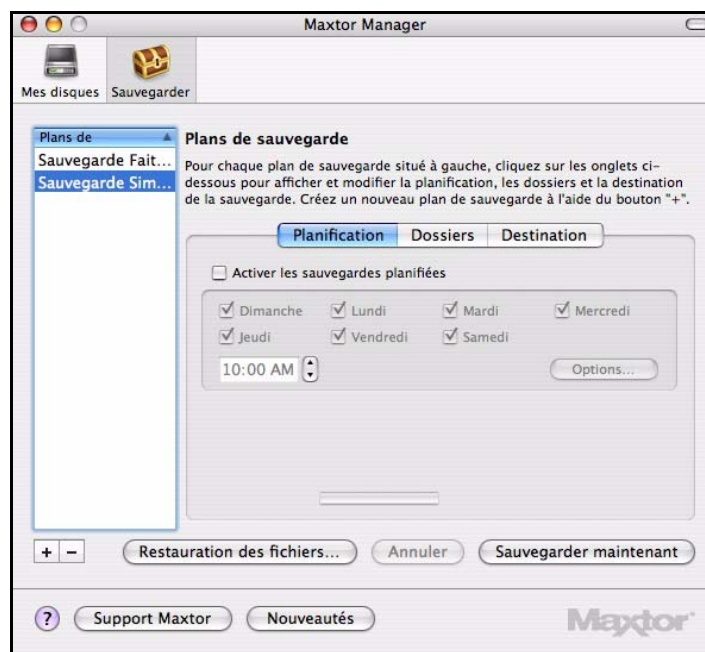 Maxtor Manager
Mes disques
Sauvegarder
Plans de
Sauvegarde Fait...
Sauvegarde Sim...
Plans de sauvegarde
Pour chaque plan de sauvegarde situé à gauche, cliquez sur les onglets ci-
dessous pour afficher et modifier la planification, les dossiers et la destination
de la sauvegarde. Créez un nouveau plan de sauvegarde à l'aide du bouton "+".
Planification Dossiers Destination
Activer les sauvegardes planifiées
Dimanche Lundi Mardi Mercredi
Jeudi Vendredi Samedi
10:00 AM Options...
+ − Restauration des fichiers... Annuler Sauvegarder maintenant
? Support Maxtor Nouveautés Maxtor